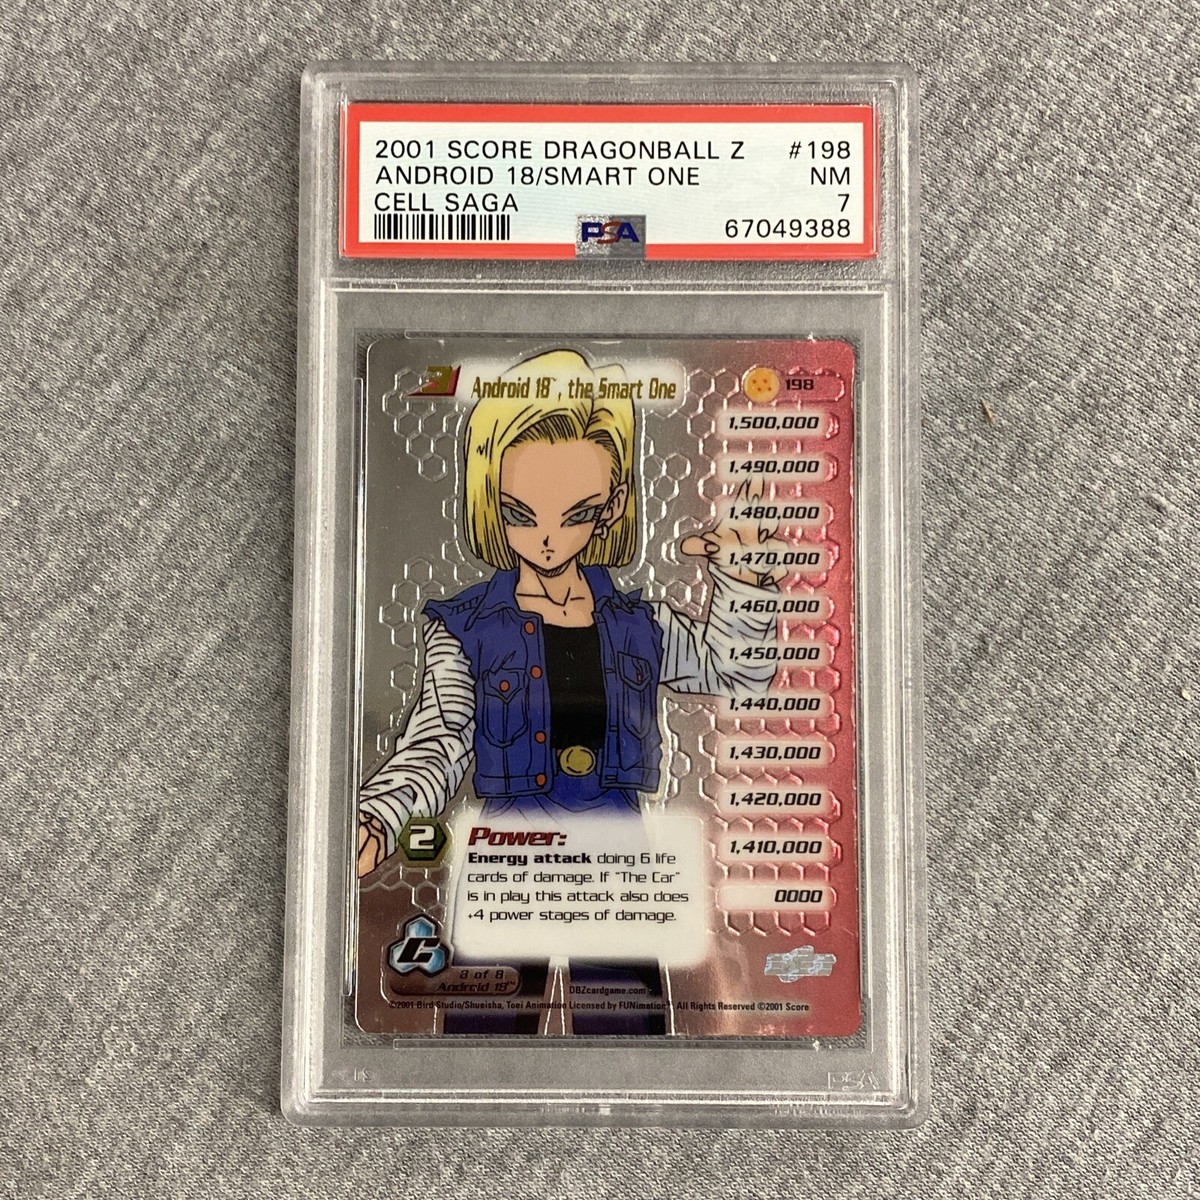 2001 SCORE DRAGONBALL Z #198
ANDROID 18/SMART ONE NM
CELL SAGA 7
PSA 67049388
3 Android 18™, the Smart One 198
1,500,000
1,490,000
1,480,000
1,470,000
1,460,000
1,450,000
1,440,000
1,430,000
1,420,000
1,410,000
0000
2 Power:
Energy attack doing 6 life
cards of damage. If "The Car"
is in play this attack also does
+4 power stages of damage.
C
8 of 8
Android 18™
DBZcardgame.com
©2001 Bird Studio/Shueisha, Toei Animation Licensed by FUNimation®. All Rights Reserved ©2001 Score
PSA